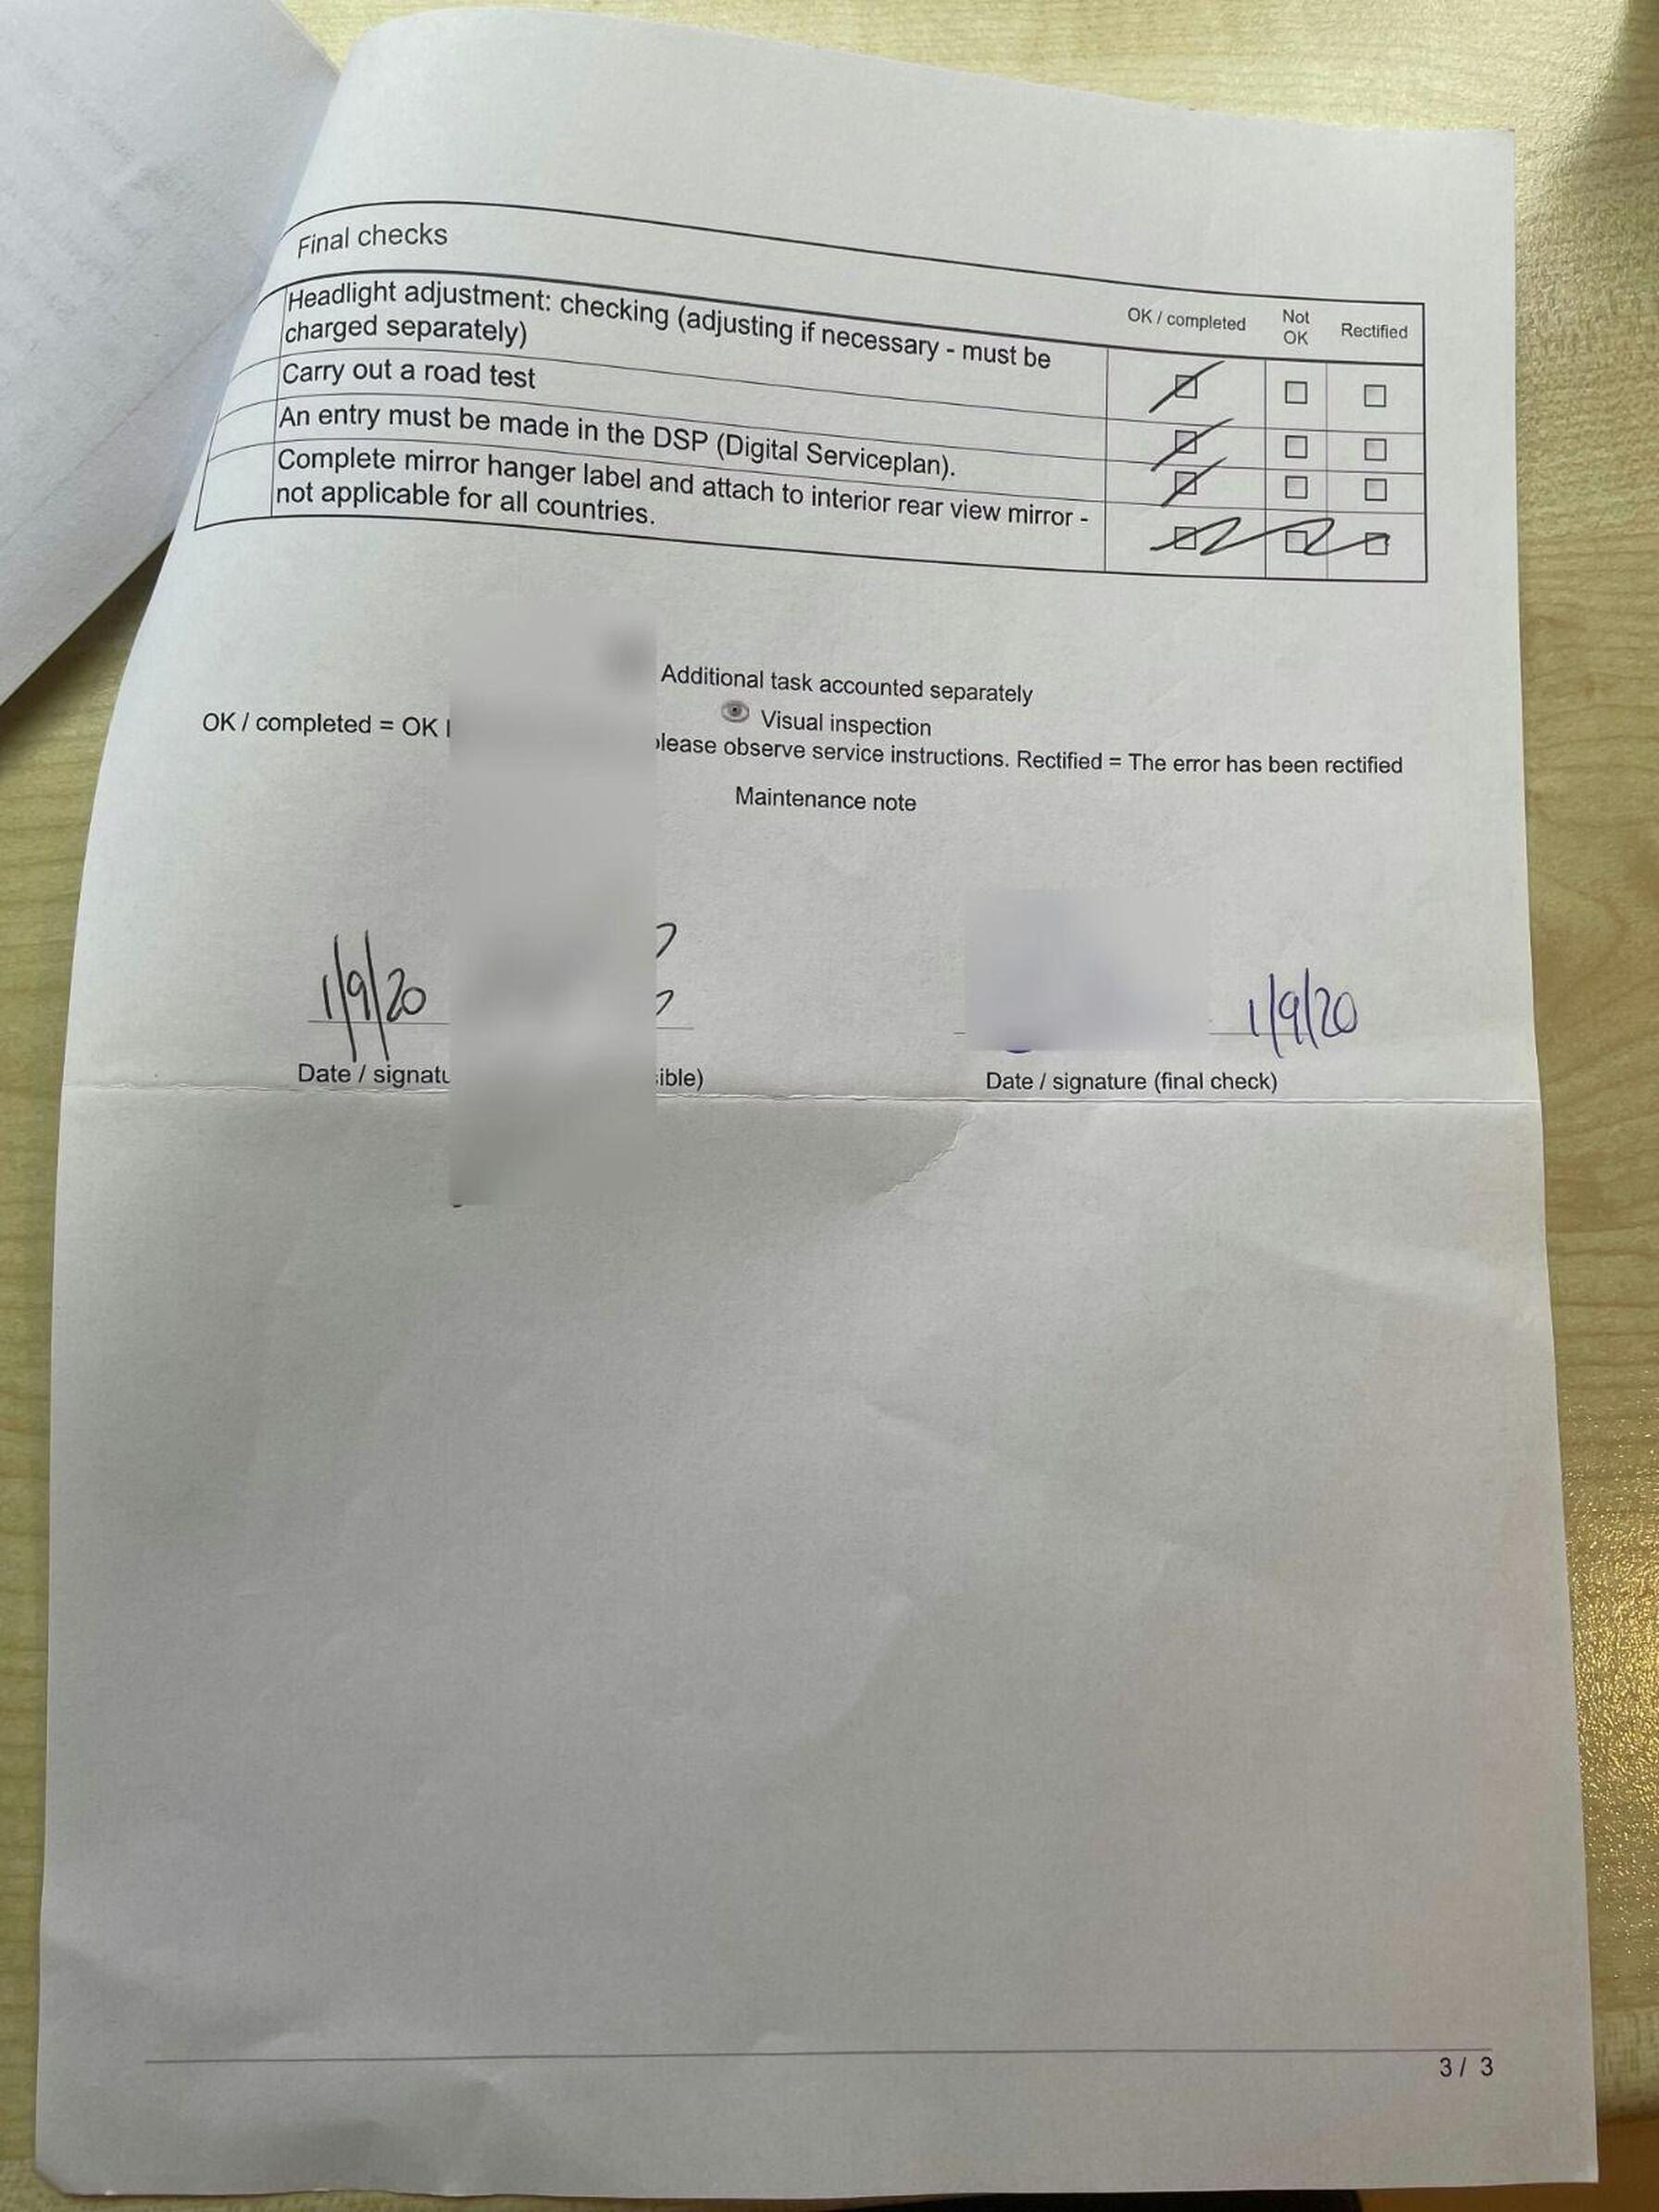 Final checks
OK / completed
Not
OK
Rectified
Headlight adjustment: checking (adjusting if necessary - must be
charged separately)
Carry out a road test
An entry must be made in the DSP (Digital Serviceplan).
Complete mirror hanger label and attach to interior rear view mirror -
not applicable for all countries.
Additional task accounted separately
Visual inspection
OK / completed = OK
please observe service instructions. Rectified = The error has been rectified
Maintenance note
1/9/20
1/9/20
Date / signatu
ible)
Date / signature (final check)
3 / 3